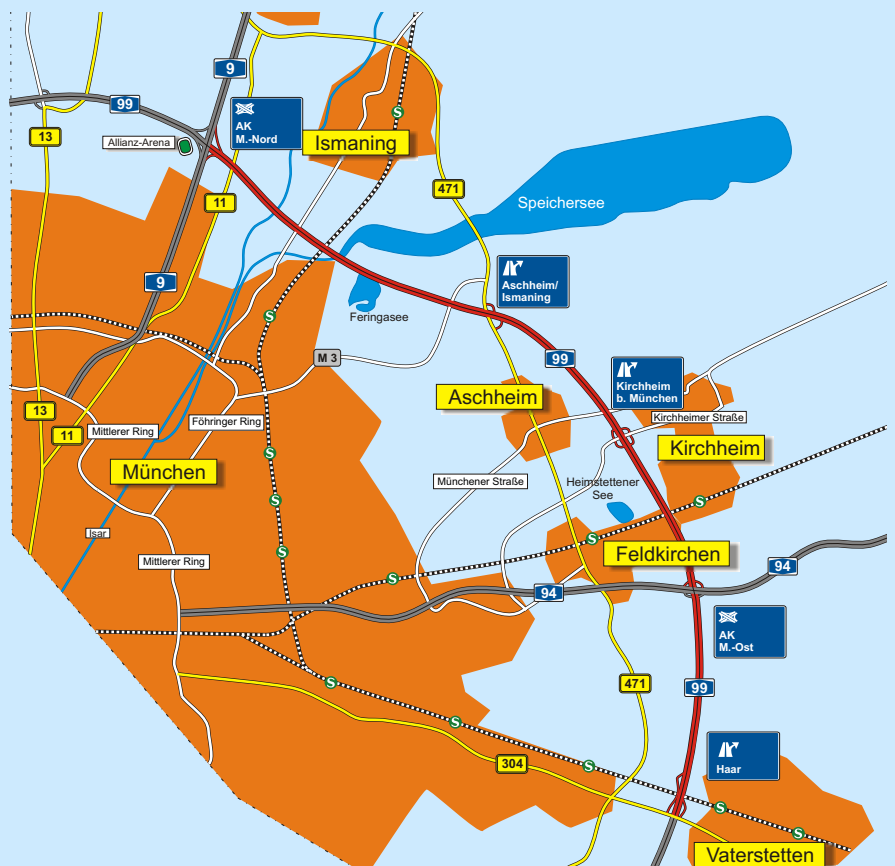 9
99
AK
M.-Nord
13
Allianz-Arena
Ismaning
S
471
11
Speichersee
9
Aschheim/
Ismaning
Feringasee
S
M 3
99
Kirchheim
b. München
Aschheim
13
Föhringer Ring
Kirchheimer Straße
11
Mittlerer Ring
Kirchheim
München
S
Münchener Straße
Heimstettener
See
S
S
Isar
S
S
Feldkirchen
Mittlerer Ring
S
94
94
AK
M.-Ost
S
471
99
S
Haar
304
S
S
S
Vaterstetten